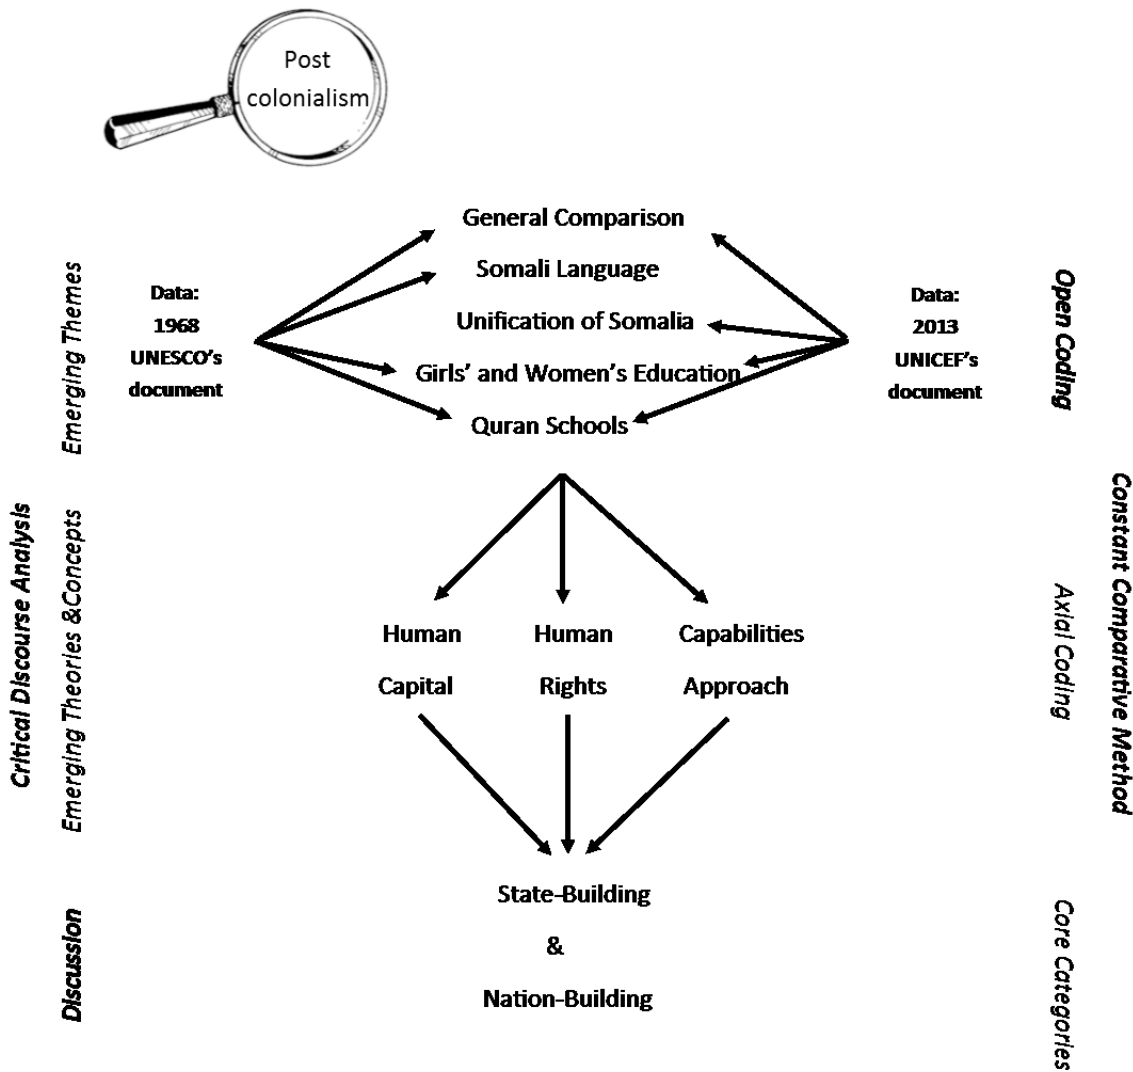 Post
colonialism
General Comparison
Somali Language
Unification of Somalia
Girls' and Women's Education
Quran Schools
Data:
1968
UNESCO's
document
Data:
2013
UNICEF's
document
Emerging Themes
Open Coding
Human
Capital
Human
Rights
Capabilities
Approach
Critical Discourse Analysis
Emerging Theories &Concepts
Axial Coding
Constant Comparative Method
State-Building
&
Nation-Building
Discussion
Core Categories